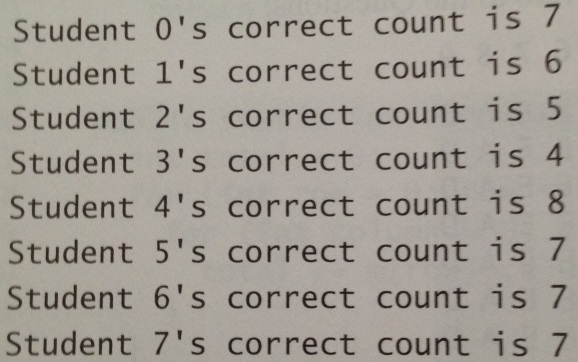 Student 0's correct count is 7
Student 1's correct count is 6
Student 2's correct count is 5
Student 3's correct count is 4
Student 4's correct count is 8
Student 5's correct count is 7
Student 6's correct count is 7
Student 7's correct count is 7